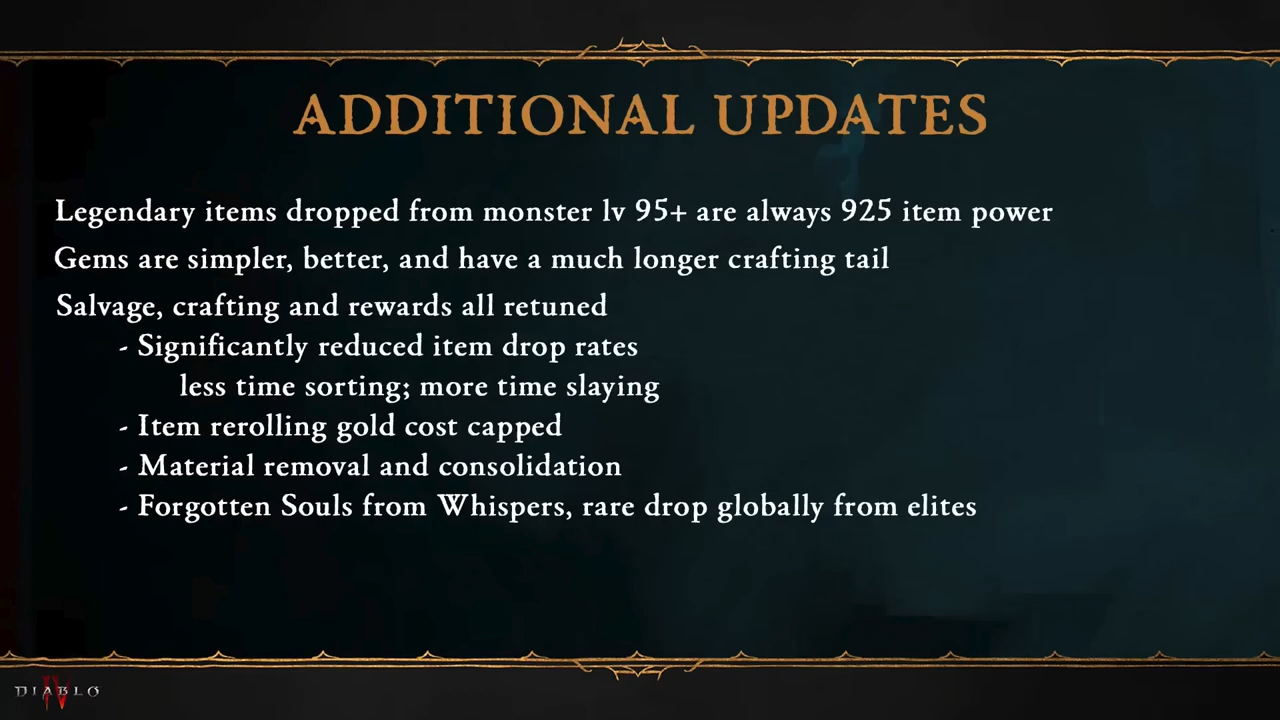 ADDITIONAL UPDATES
Legendary items dropped from monster lv 95+ are always 925 item power
Gems are simpler, better, and have a much longer crafting tail
Salvage, crafting and rewards all retuned
- Significantly reduced item drop rates
less time sorting; more time slaying
- Item rerolling gold cost capped
- Material removal and consolidation
- Forgotten Souls from Whispers, rare drop globally from elites
DIABLO IV